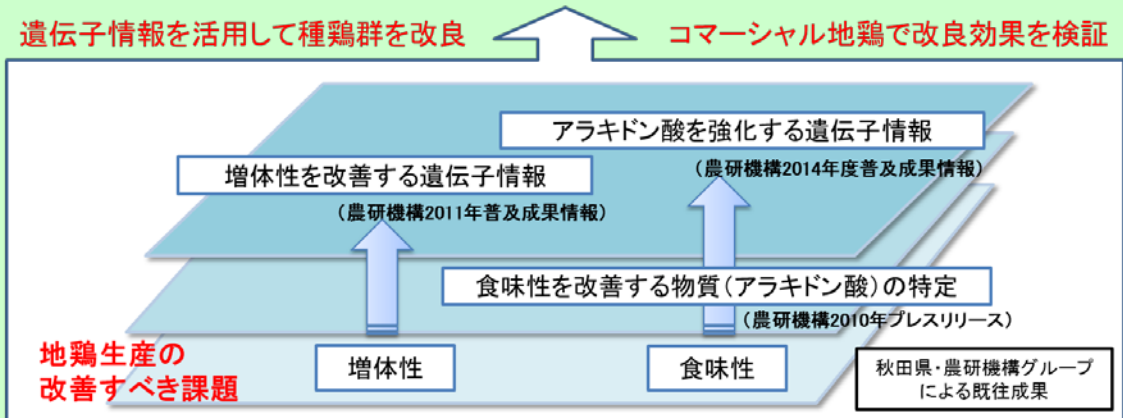 遺伝子情報を活用して種鶏群を改良
コマーシャル地鶏で改良効果を検証
アラキドン酸を強化する遺伝子情報
(農研機構2014年度普及成果情報)
増体性を改善する遺伝子情報
(農研機構2011年普及成果情報)
食味性を改善する物質(アラキドン酸)の特定
(農研機構2010年プレスリリース)
地鶏生産の
改善すべき課題
増体性
食味性
秋田県・農研機構グループ
による既往成果